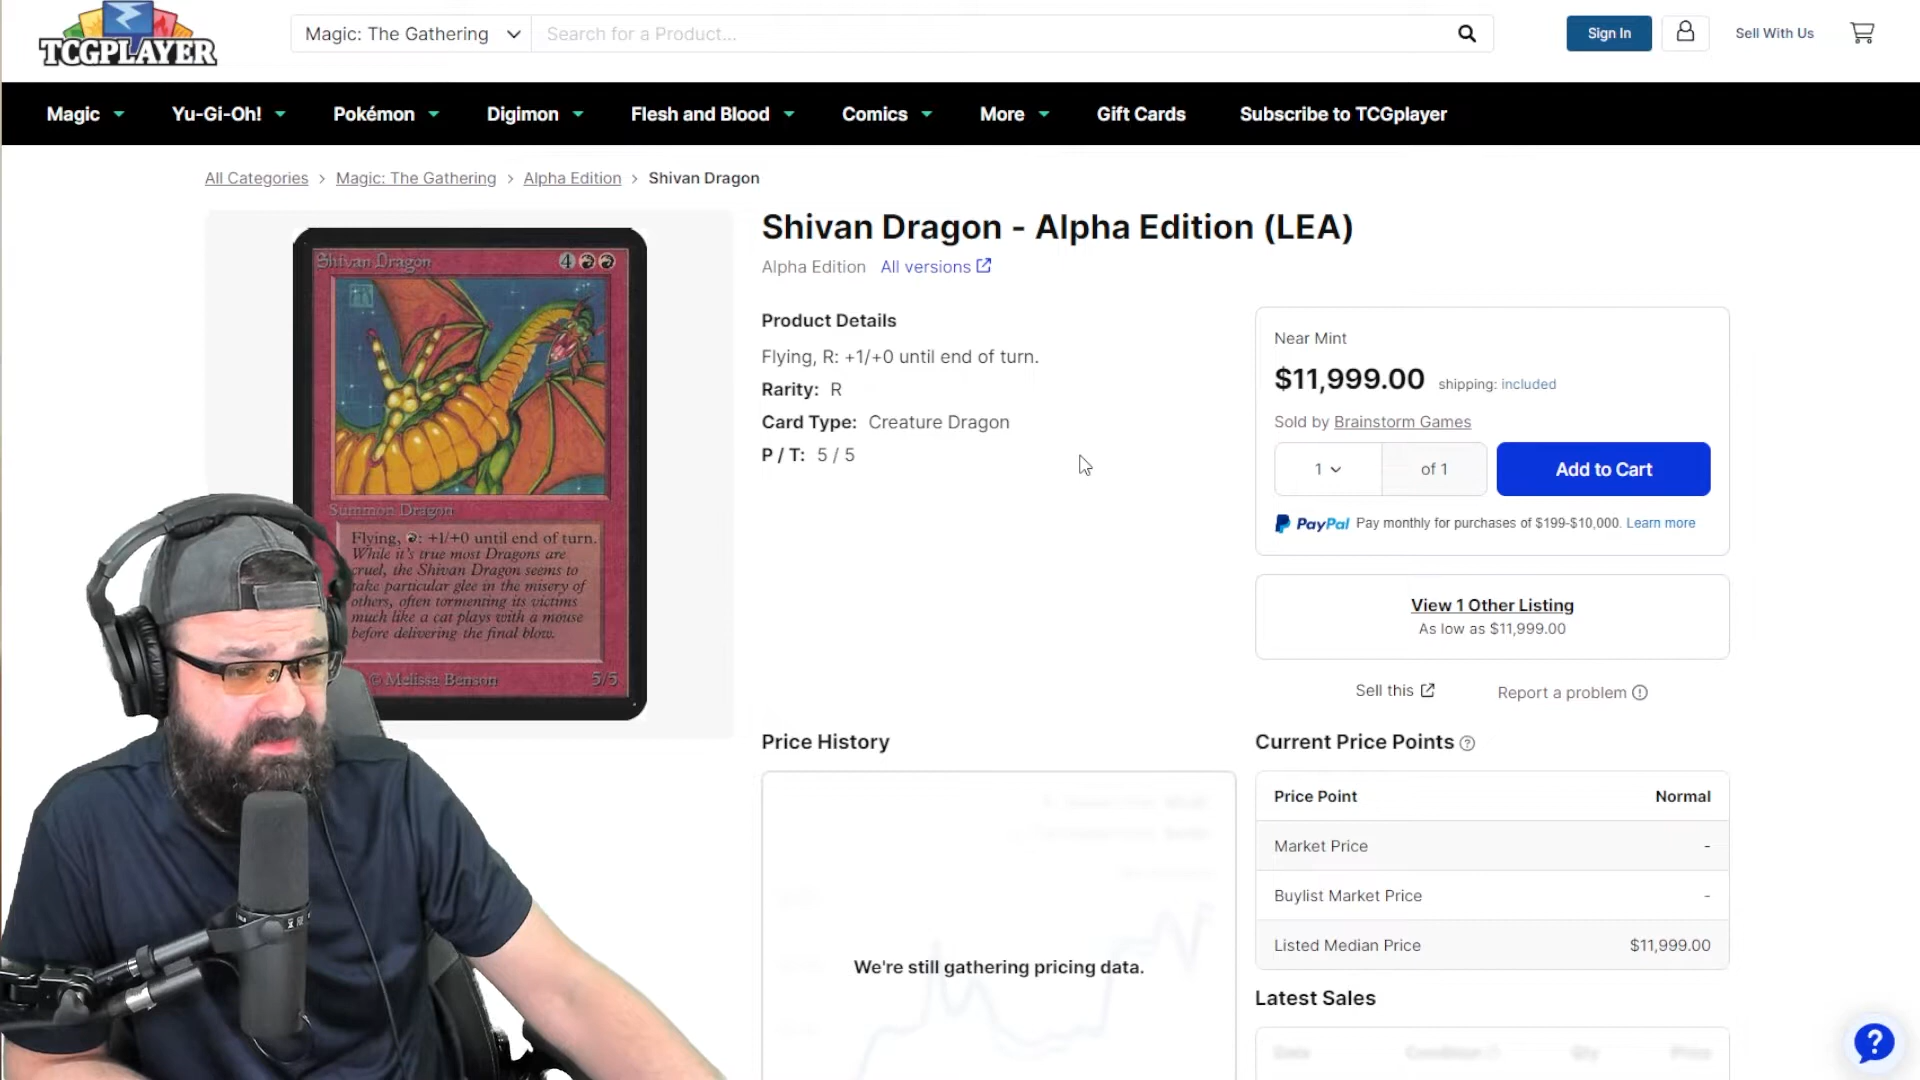 TCGPLAYER
Magic: The Gathering
Search for a Product...
Sign In
Sell With Us
Magic
Yu-Gi-Oh!
Pokémon
Digimon
Flesh and Blood
Comics
More
Gift Cards
Subscribe to TCGplayer
All Categories > Magic: The Gathering > Alpha Edition > Shivan Dragon
Shivan Dragon
4
Summon Dragon
Flying, : +1/+0 until end of turn.
While it's true most Dragons are
cruel, the Shivan Dragon seems to
take particular glee in the misery of
others, often tormenting its victims
much like a cat plays with a mouse
before delivering the final blow.
© Melissa Benson 5/5
Shivan Dragon - Alpha Edition (LEA)
Alpha Edition All versions
Product Details
Flying, R: +1/+0 until end of turn.
Rarity: R
Card Type: Creature Dragon
P / T: 5 / 5
Near Mint
$11,999.00 shipping: included
Sold by Brainstorm Games
1 of 1
Add to Cart
PayPal Pay monthly for purchases of $199-$10,000. Learn more
View 1 Other Listing
As low as $11,999.00
Sell this
Report a problem
Price History
We're still gathering pricing data.
Current Price Points ?
Price Point Normal
Market Price -
Buylist Market Price -
Listed Median Price $11,999.00
Latest Sales
?